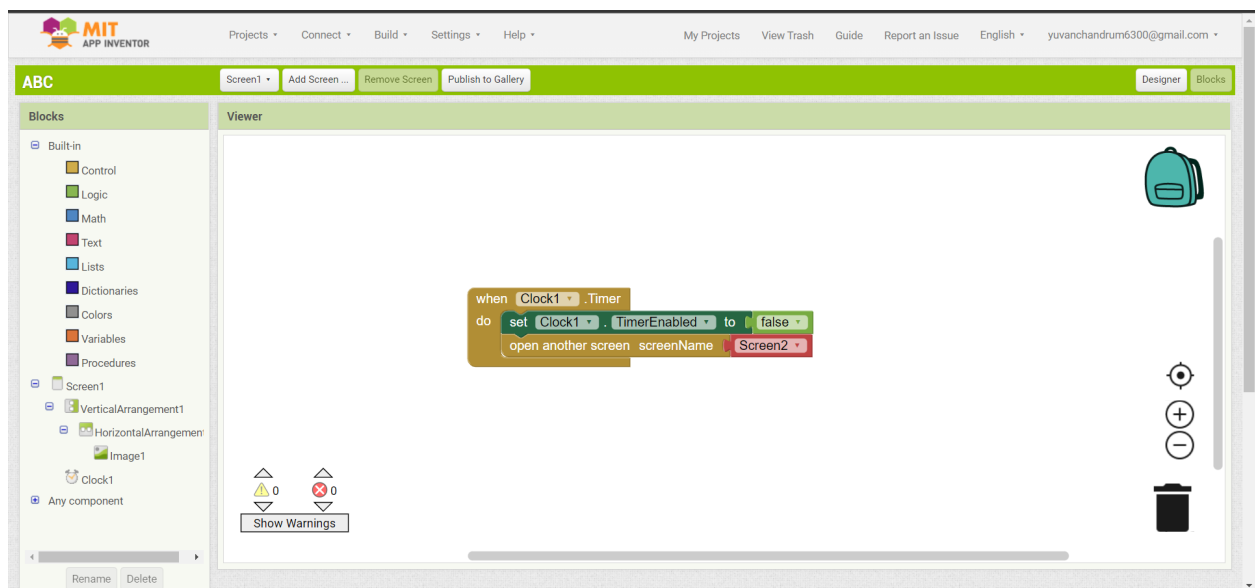 MIT
APP INVENTOR
Projects Connect Build Settings Help My Projects View Trash Guide Report an Issue English yuvanchandrum6300@gmail.com
ABC Screen1 Add Screen ... Remove Screen Publish to Gallery Designer Blocks
Blocks Viewer
Built-in
Control
Logic
Math
Text
Lists
Dictionaries
Colors
Variables
Procedures
Screen1
VerticalArrangement1
HorizontalArrangement
Image1
Clock1
Any component
Rename Delete
when Clock1 .Timer
do set Clock1 . TimerEnabled to false
open another screen screenName Screen2
0 0
Show Warnings